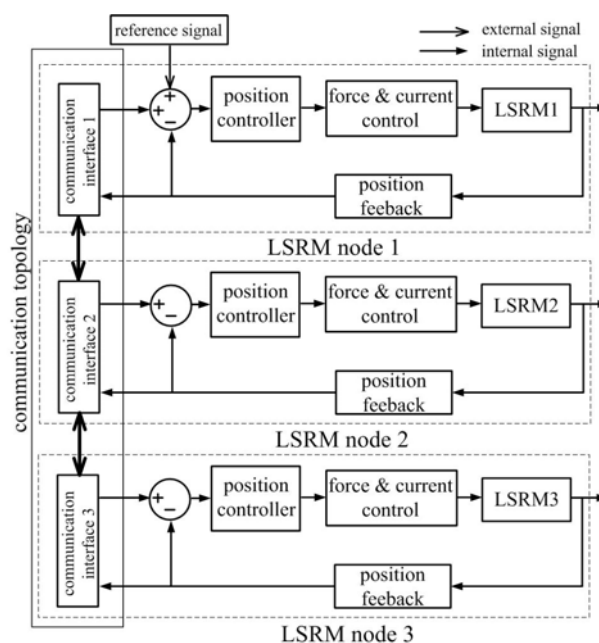 reference signal
external signal
internal signal
communication topology
communication
interface 1
+
+
−
position
controller
force & current
control
LSRM1
position
feeback
LSRM node 1
communication
interface 2
+
−
position
controller
force & current
control
LSRM2
position
feeback
LSRM node 2
communication
interface 3
+
−
position
controller
force & current
control
LSRM3
position
feeback
LSRM node 3